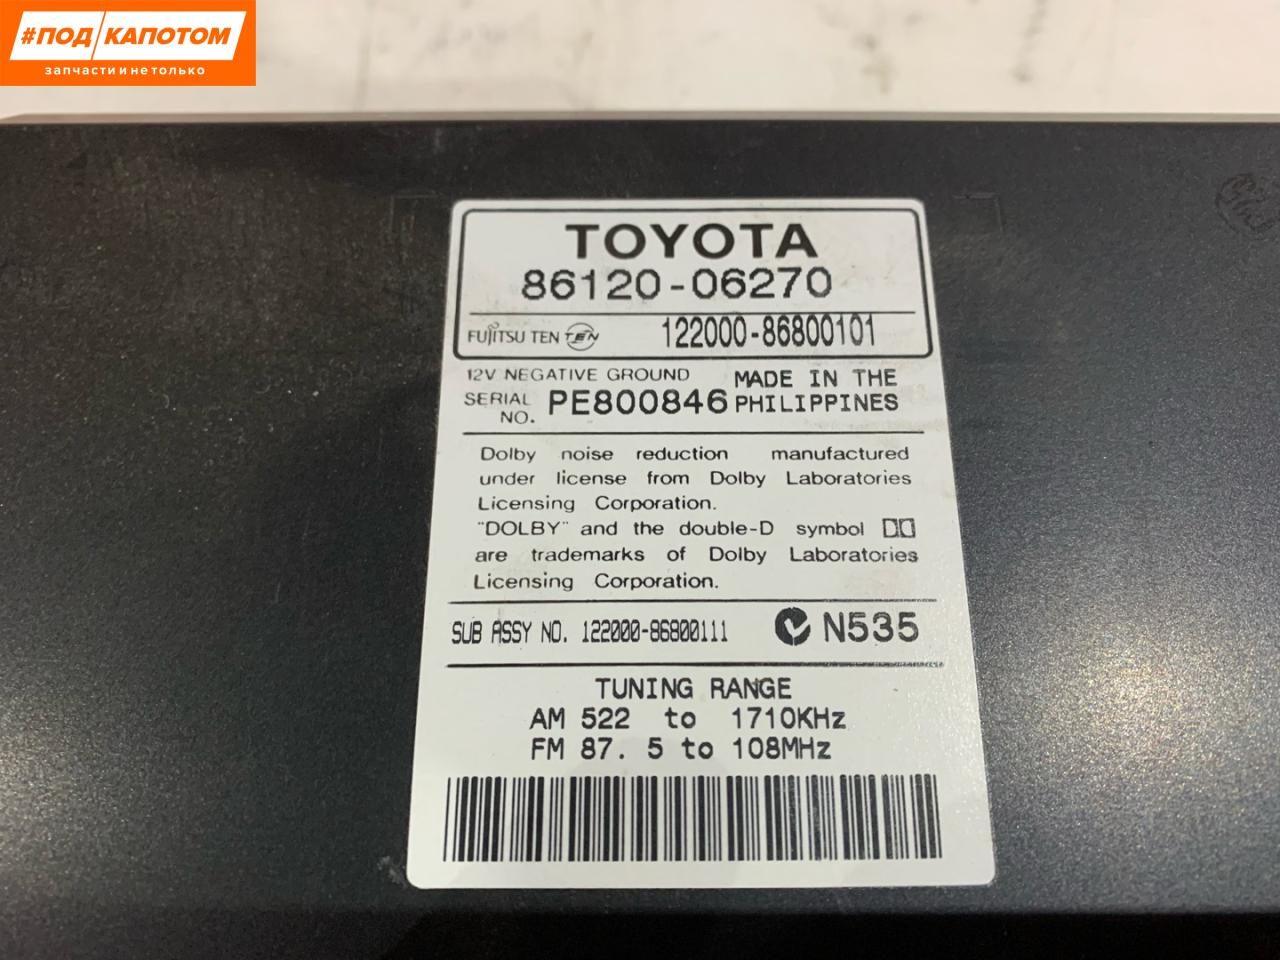 #ПОД КАПОТОМ
запчасти и не только
TOYOTA
86120-06270
FUJITSU TEN TEN 122000-86800101
12V NEGATIVE GROUND MADE IN THE
SERIAL NO. PE800846 PHILIPPINES
Dolby noise reduction manufactured
under license from Dolby Laboratories
Licensing Corporation.
"DOLBY" and the double-D symbol
are trademarks of Dolby Laboratories
Licensing Corporation.
SUB ASSY NO. 122000-86800111 N535
TUNING RANGE
AM 522 to 1710KHz
FM 87. 5 to 108MHz